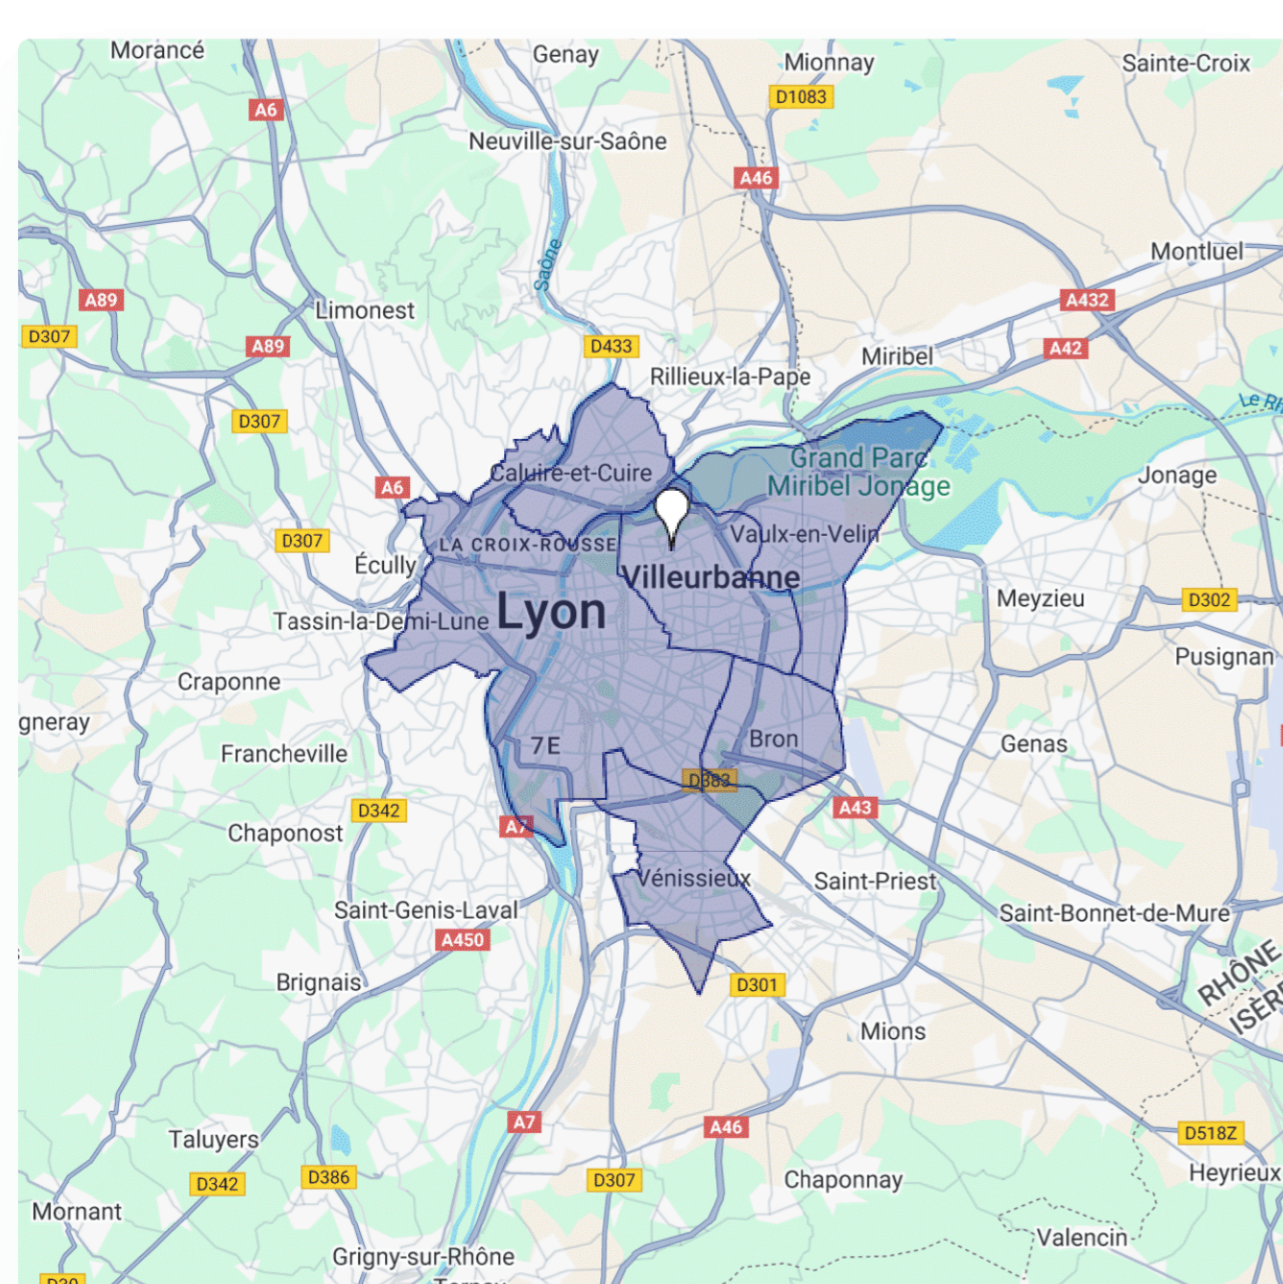 Morancé
Genay
Mionnay
Sainte-Croix
D1083
A6
Neuville-sur-Saône
A46
Montluel
Saône
A89
A432
Limonest
D307
A89
D433
A42
Miribel
Rillieux-la-Pape
Le Rh
D307
Grand Parc
Miribel Jonage
Caluire-et-Cuire
A6
Jonage
D307
LA CROIX-ROUSSE
Vaulx-en-Velin
Écully
Villeurbanne
Meyzieu
D302
Lyon
Tassin-la-Demi-Lune
Pusignan
Craponne
gneray
7E
Bron
Genas
Francheville
D383
D342
A43
A7
Chaponost
Vénissieux
Saint-Priest
Saint-Genis-Laval
Saint-Bonnet-de-Mure
A450
RHÔNE
ISÈRE
Brignais
D301
Mions
A7
A46
D518Z
Taluyers
D342
D386
D307
Chaponnay
Heyrieux
Mornant
Valencin
Grigny-sur-Rhône